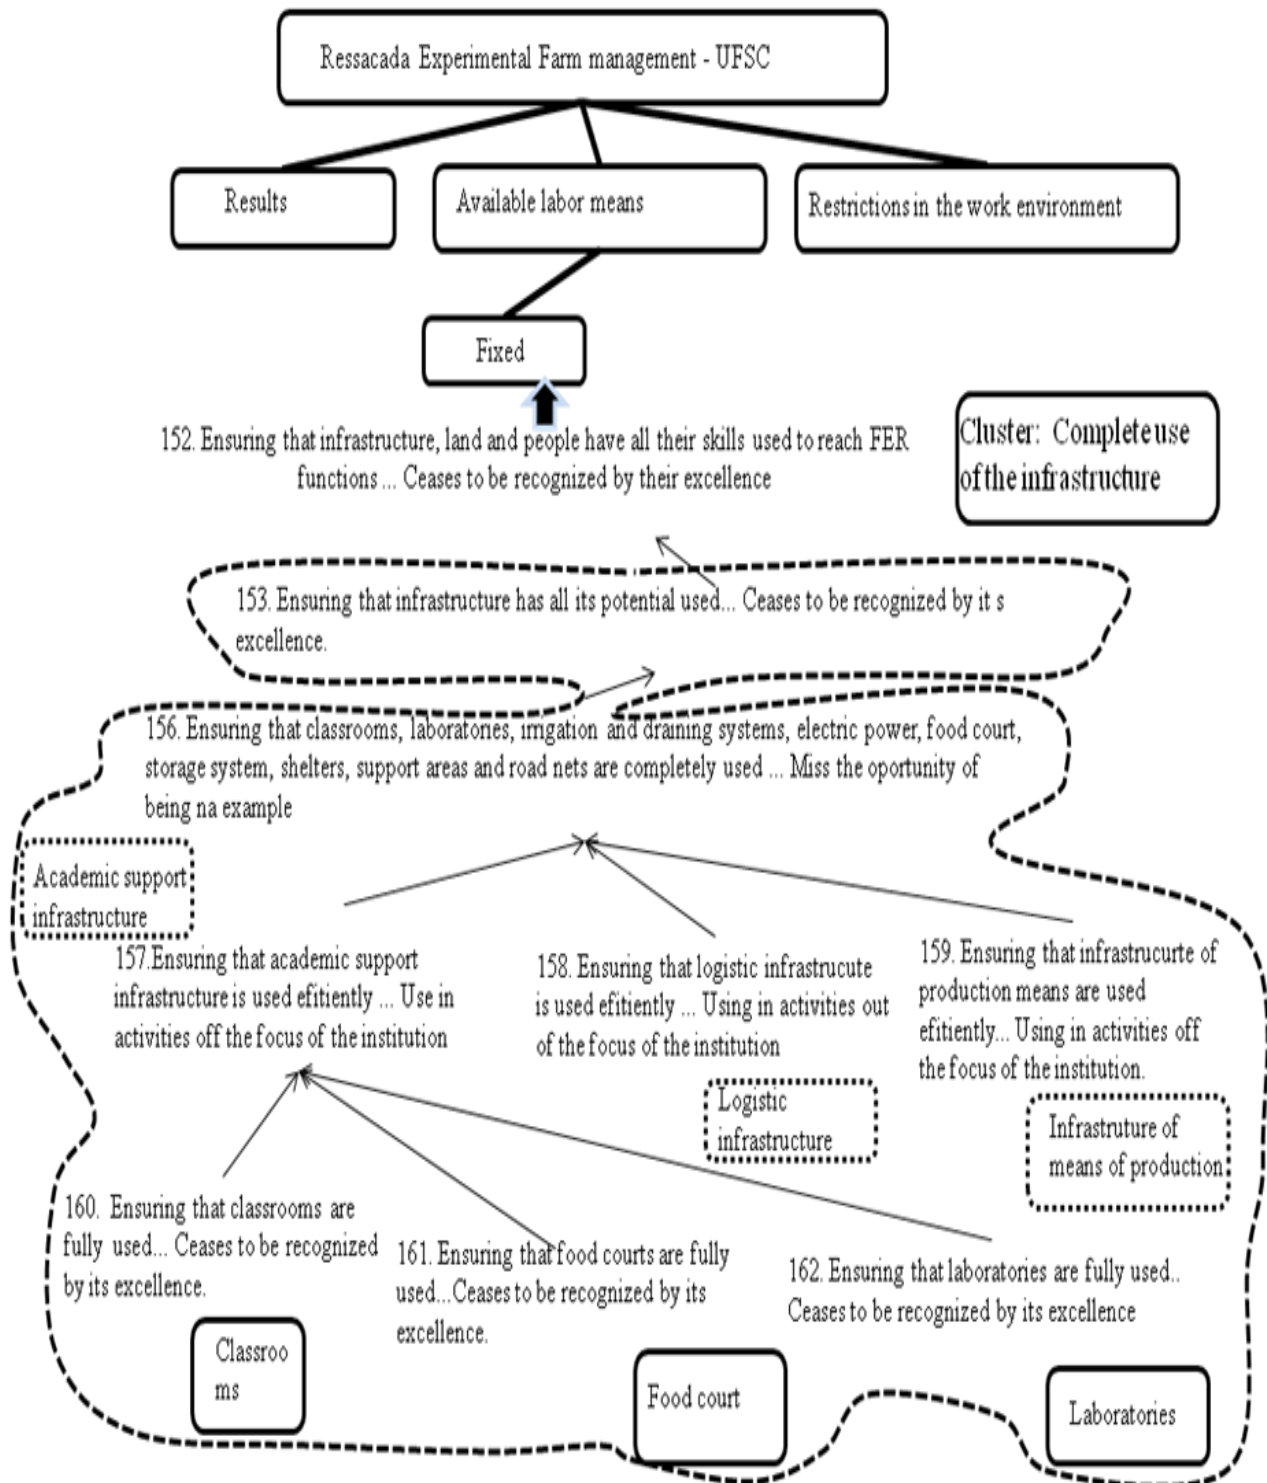 Ressacada Experimental Farm management - UFSC
Results
Available labor means
Restrictions in the work environment
Fixed
152. Ensuring that infrastructure, land and people have all their skills used to reach FER
functions ... Ceases to be recognized by their excellence
Cluster: Complete use
of the infrastructure
153. Ensuring that infrastructure has all its potential used... Ceases to be recognized by it s
excellence.
156. Ensuring that classrooms, laboratories, irrigation and draining systems, electric power, food court,
storage system, shelters, support areas and road nets are completely used ... Miss the oportunity of
being na example
Academic support
infrastructure
157.Ensuring that academic support
infrastructure is used efitiently ... Use in
activities off the focus of the institution
158. Ensuring that logistic infrastrucute
is used efitiently ... Using in activities out
of the focus of the institution
159. Ensuring that infrastrucurte of
production means are used
efitiently... Using in activities off
the focus of the institution.
Logistic
infrastructure
Infrastruture of
means of production
160. Ensuring that classrooms are
fully used... Ceases to be recognized
by its excellence.
161. Ensuring that food courts are fully
used...Ceases to be recognized by its
excellence.
162. Ensuring that laboratories are fully used..
Ceases to be recognized by its excellence
Classroo
ms
Food court
Laboratories